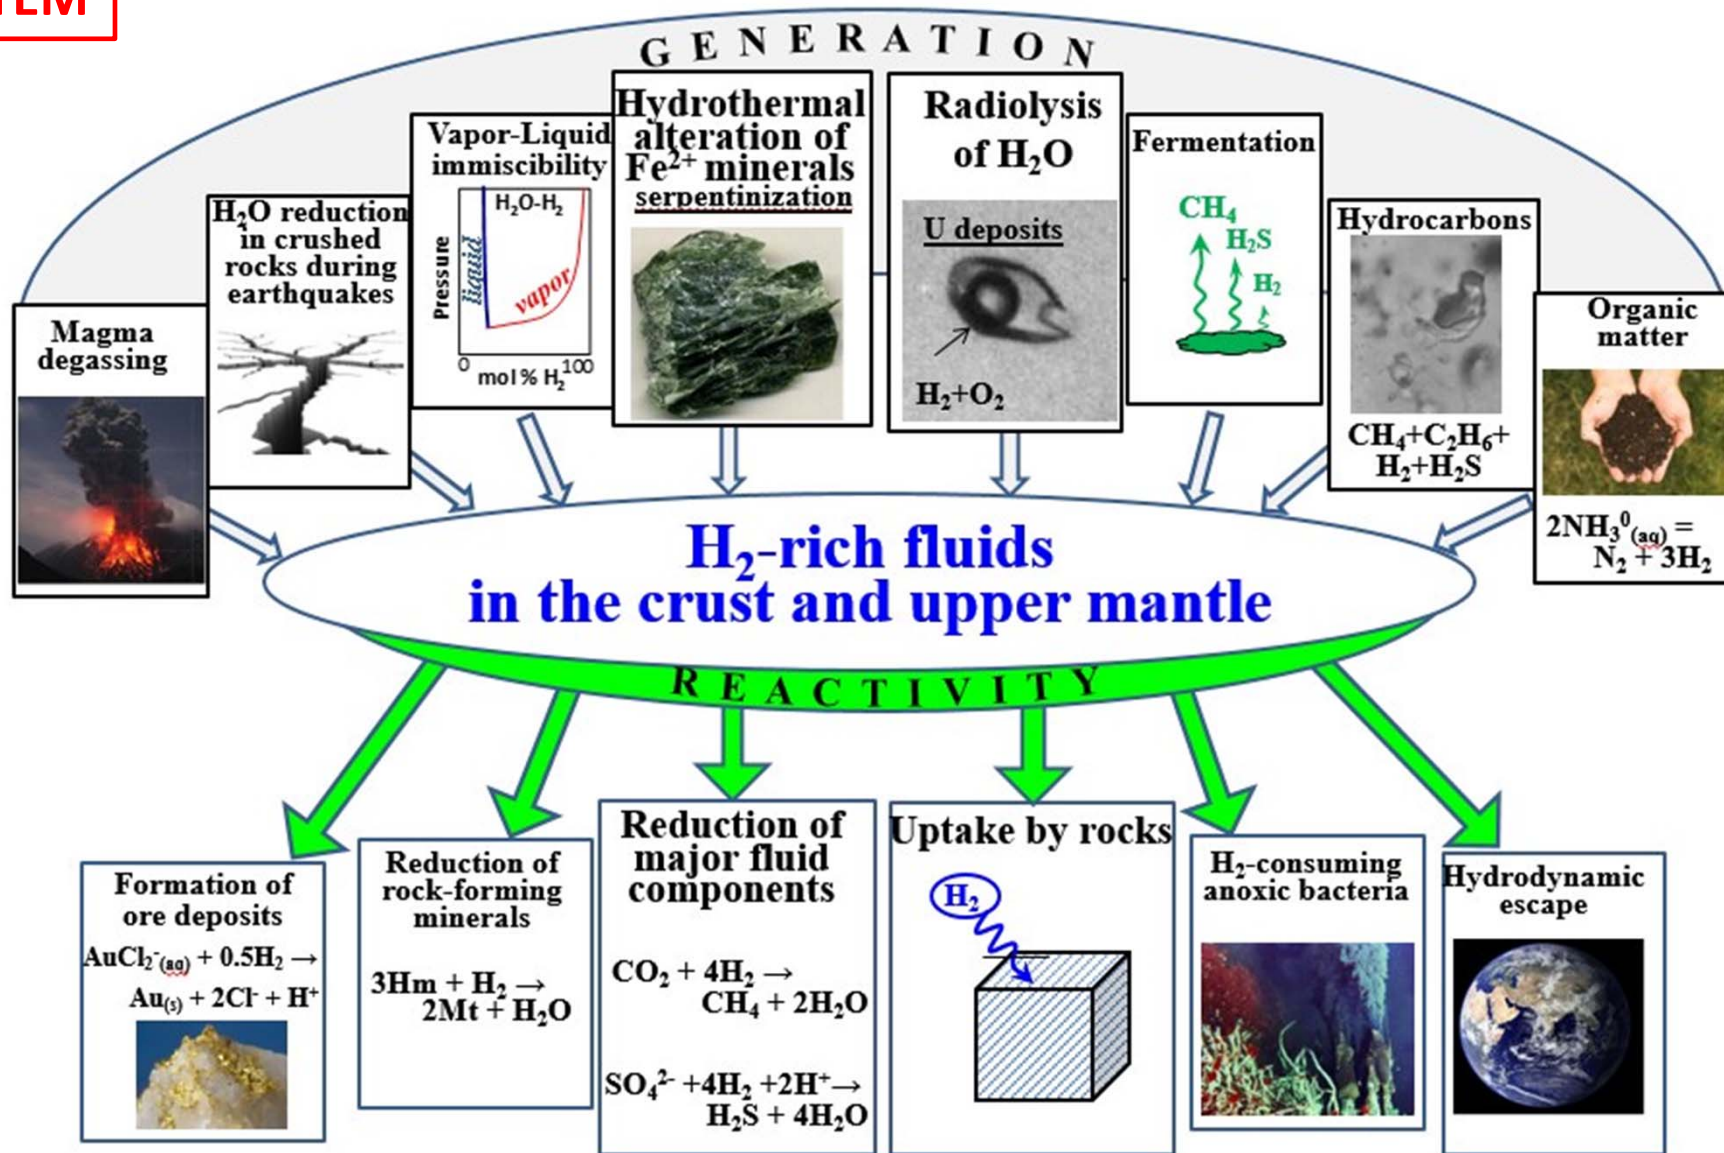 GENERATION
Magma
degassing
H₂O reduction
in crushed
rocks during
earthquakes
Vapor-Liquid
immiscibility
H₂O-H₂
Pressure
liquid
vapor
0
100
mol % H₂
Hydrothermal
alteration of
Fe²⁺ minerals
serpentinization
Radiolysis
of H₂O
U deposits
H₂+O₂
Fermentation
CH₄
H₂S
H₂
Hydrocarbons
CH₄+C₂H₆+
H₂+H₂S
Organic
matter
2NH₃⁰(aq) =
N₂ + 3H₂
H₂-rich fluids
in the crust and upper mantle
REACTIVITY
Formation of
ore deposits
AuCl₂⁻(aq) + 0.5H₂ →
Au(s) + 2Cl⁻ + H⁺
Reduction of
rock-forming
minerals
3Hm + H₂ →
2Mt + H₂O
Reduction of
major fluid
components
CO₂ + 4H₂ →
CH₄ + 2H₂O
SO₄²⁻ +4H₂ +2H⁺→
H₂S + 4H₂O
Uptake by rocks
H₂
H₂-consuming
anoxic bacteria
Hydrodynamic
escape